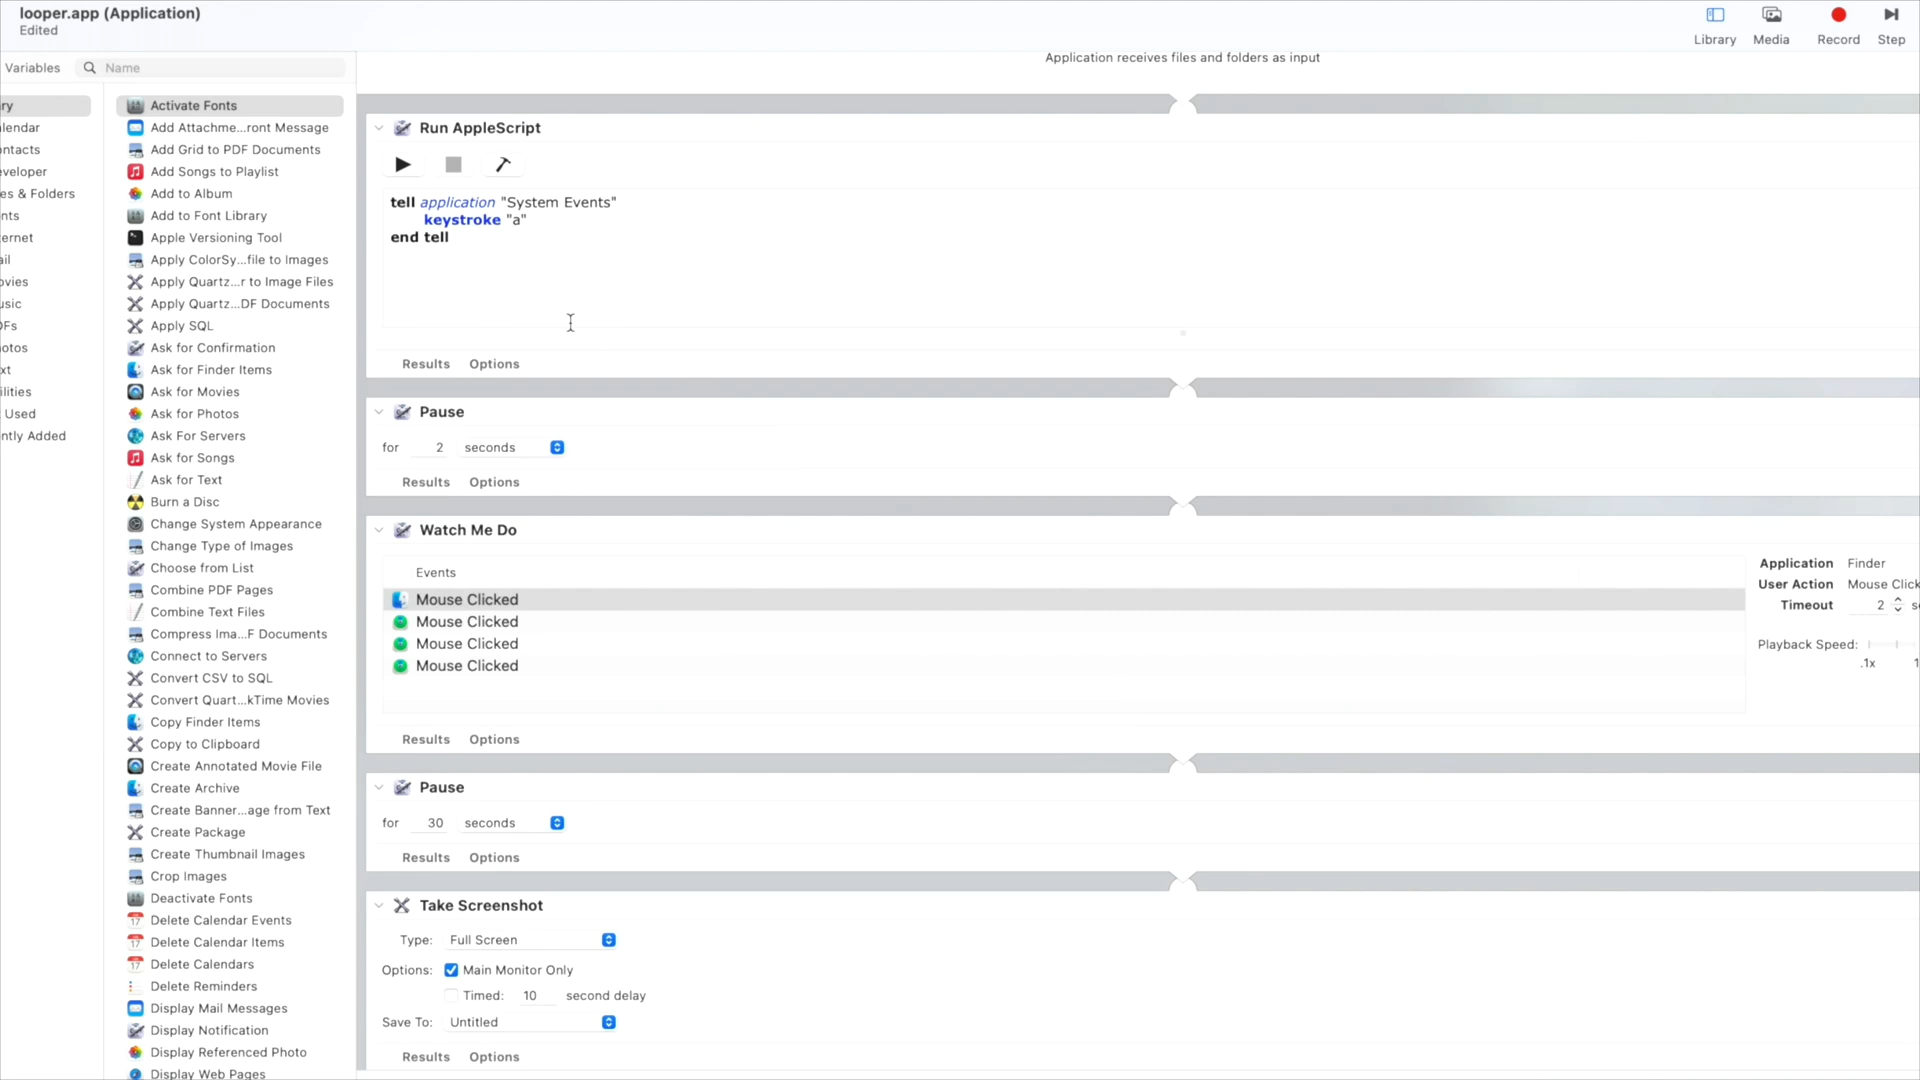 looper.app (Application)
Edited
Library
Media
Record
Step
Variables
Name
Application receives files and folders as input
ry
lendar
ontacts
eveloper
es & Folders
nts
ernet
ail
ovies
usic
DFs
otos
xt
ilities
Used
ntly Added
Activate Fonts
Add Attachme...ront Message
Add Grid to PDF Documents
Add Songs to Playlist
Add to Album
Add to Font Library
Apple Versioning Tool
Apply ColorSy...file to Images
Apply Quartz...r to Image Files
Apply Quartz...DF Documents
Apply SQL
Ask for Confirmation
Ask for Finder Items
Ask for Movies
Ask for Photos
Ask For Servers
Ask for Songs
Ask for Text
Burn a Disc
Change System Appearance
Change Type of Images
Choose from List
Combine PDF Pages
Combine Text Files
Compress Ima...F Documents
Connect to Servers
Convert CSV to SQL
Convert Quart...kTime Movies
Copy Finder Items
Copy to Clipboard
Create Annotated Movie File
Create Archive
Create Banner...age from Text
Create Package
Create Thumbnail Images
Crop Images
Deactivate Fonts
Delete Calendar Events
Delete Calendar Items
Delete Calendars
Delete Reminders
Display Mail Messages
Display Notification
Display Referenced Photo
Display Web Pages
Run AppleScript
tell application "System Events"
keystroke "a"
end tell
Results Options
Pause
for 2 seconds
Results Options
Watch Me Do
Events
Mouse Clicked
Mouse Clicked
Mouse Clicked
Mouse Clicked
Application Finder
User Action Mouse Click
Timeout 2 se
Playback Speed:
.1x 1
Results Options
Pause
for 30 seconds
Results Options
Take Screenshot
Type: Full Screen
Options: Main Monitor Only
Timed: 10 second delay
Save To: Untitled
Results Options